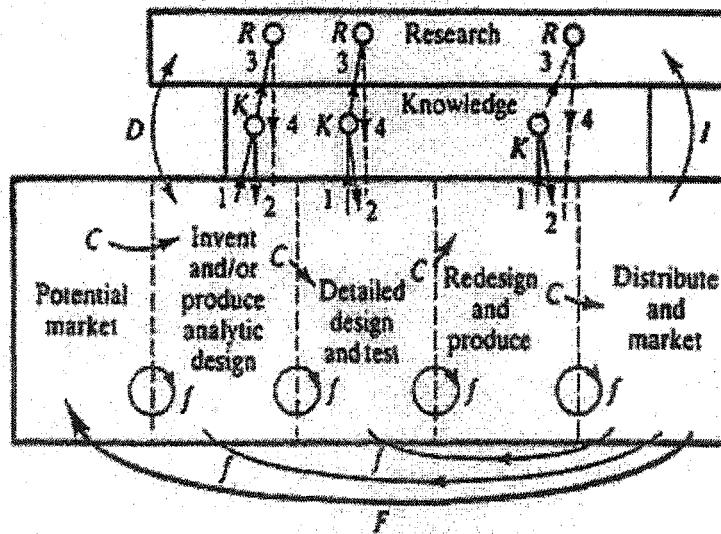 R R Research R
3 3 3
K K Knowledge K
D 4 4 4 I
1 2 1 2 1 2
C C C C
Potential
market
Invent
and/or
produce
analytic
design
Detailed
design
and test
Redesign
and
produce
Distribute
and
market
f f f f
f f
F